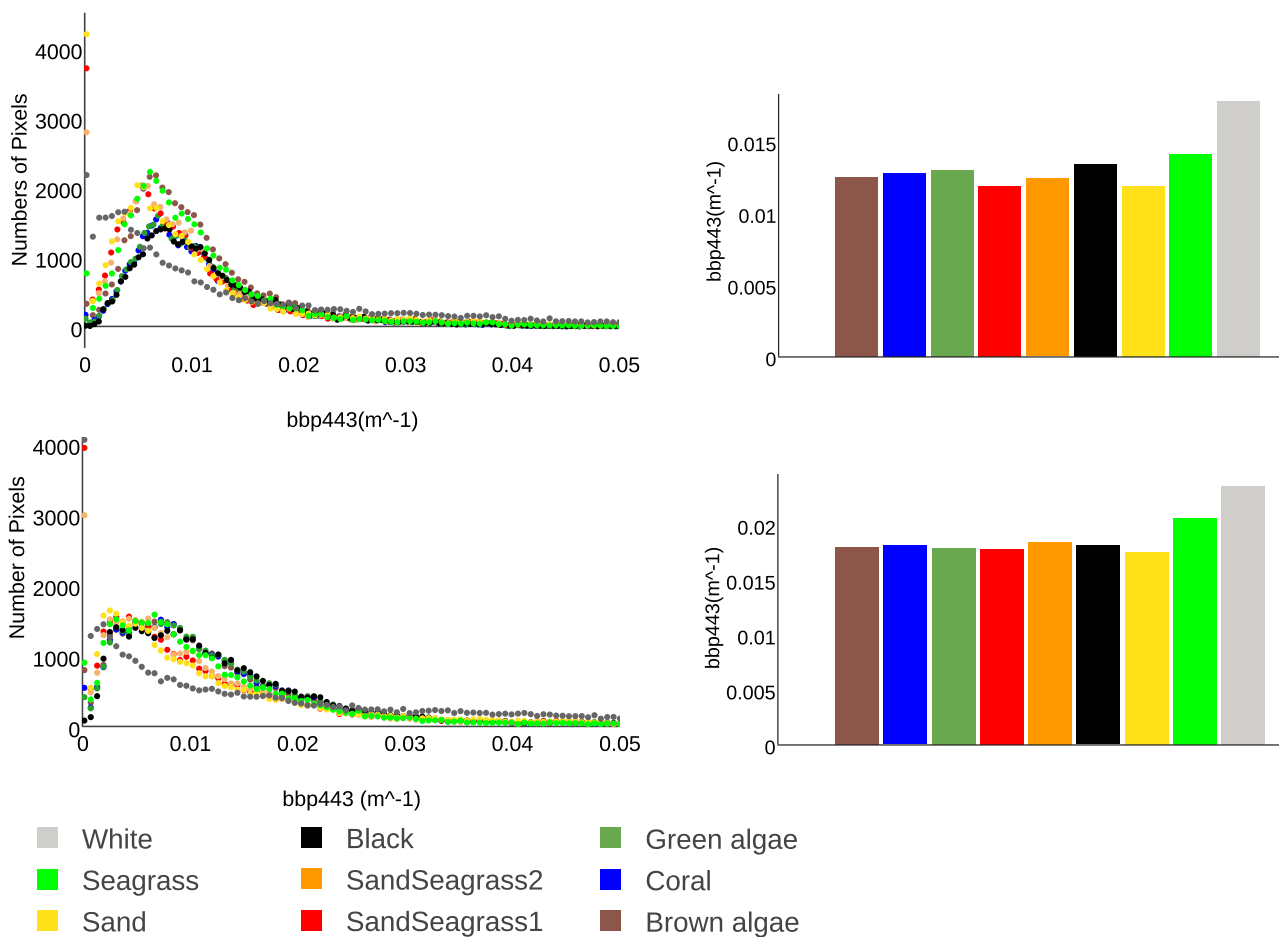 Numbers of Pixels
4000
3000
2000
1000
0
0 0.01 0.02 0.03 0.04 0.05
bbp443(m^-1)
bbp443(m^-1)
0.015
0.01
0.005
0
Number of Pixels
4000
3000
2000
1000
0
0 0.01 0.02 0.03 0.04 0.05
bbp443 (m^-1)
bbp443(m^-1)
0.02
0.015
0.01
0.005
0
White Black Green algae
Seagrass SandSeagrass2 Coral
Sand SandSeagrass1 Brown algae